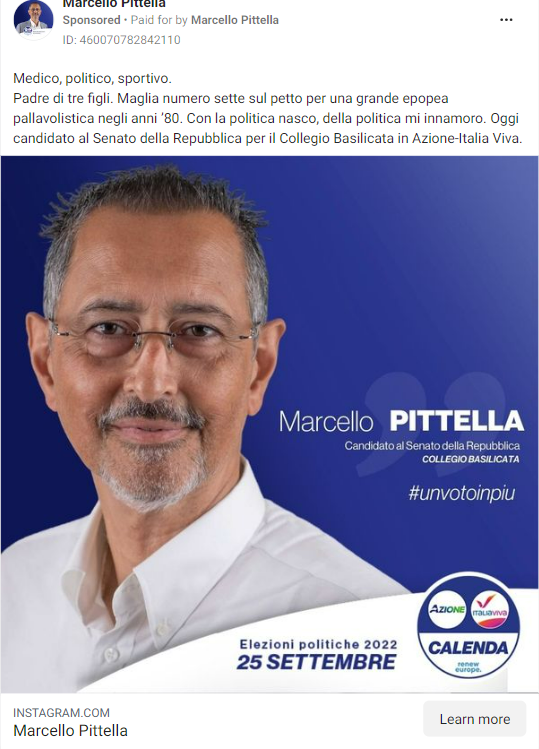 Marcello Pittella
Sponsored • Paid for by Marcello Pittella
ID: 460070782842110
Medico, politico, sportivo.
Padre di tre figli. Maglia numero sette sul petto per una grande epopea
pallavolistica negli anni ’80. Con la politica nasco, della politica mi innamoro. Oggi
candidato al Senato della Repubblica per il Collegio Basilicata in Azione-Italia Viva.
Marcello PITTELLA
Candidato al Senato della Repubblica
COLLEGIO BASILICATA
#unvotoinpiu
Elezioni politiche 2022
25 SETTEMBRE
AZIONE ITALIAVIVA
CALENDA
renew
europe.
INSTAGRAM.COM
Marcello Pittella
Learn more